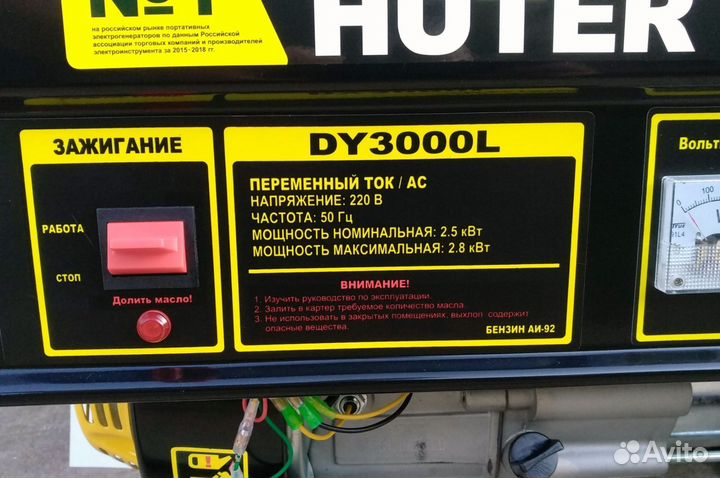 №1
HUTER
на российском рынке портативных
электрогенераторов по данным Российской
ассоциации торговых компаний и производителей
электроинструмента за 2015-2018 гг.
ЗАЖИГАНИЕ
РАБОТА
СТОП
Долить масло!
DY3000L
ПЕРЕМЕННЫЙ ТОК / AC
НАПРЯЖЕНИЕ: 220 В
ЧАСТОТА: 50 Гц
МОЩНОСТЬ НОМИНАЛЬНАЯ: 2.5 кВт
МОЩНОСТЬ МАКСИМАЛЬНАЯ: 2.8 кВт
ВНИМАНИЕ!
1. Изучить руководство по эксплуатации.
2. Залить в картер требуемое количество масла.
3. Не использовать в закрытых помещениях, выхлоп содержит
опасные вещества.
БЕНЗИН АИ-92
Вольт
0 100
91L4
Avito